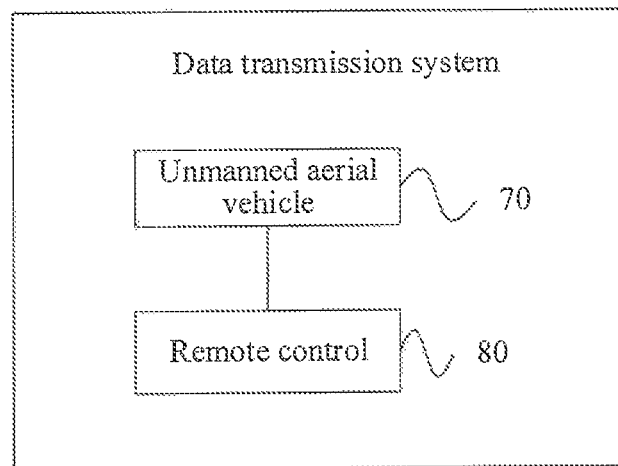 Data transmission system
Unmanned aerial
vehicle
70
Remote control
80